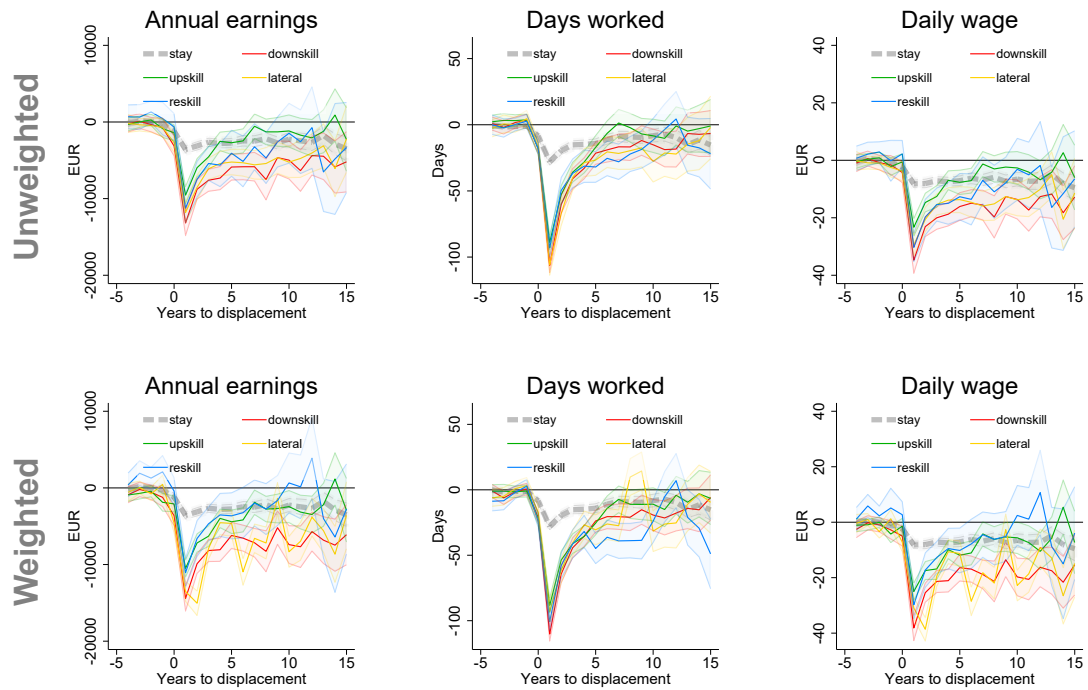 Unweighted
Annual earnings
10000
0
-10000
-20000
EUR
stay
downskill
upskill
lateral
reskill
-5 0 5 10 15
Years to displacement
Days worked
50
0
-50
-100
Days
stay
downskill
upskill
lateral
reskill
-5 0 5 10 15
Years to displacement
Daily wage
40
20
0
-20
-40
EUR
stay
downskill
upskill
lateral
reskill
-5 0 5 10 15
Years to displacement
Weighted
Annual earnings
10000
0
-10000
-20000
EUR
stay
downskill
upskill
lateral
reskill
-5 0 5 10 15
Years to displacement
Days worked
50
0
-50
-100
Days
stay
downskill
upskill
lateral
reskill
-5 0 5 10 15
Years to displacement
Daily wage
40
20
0
-20
-40
EUR
stay
downskill
upskill
lateral
reskill
-5 0 5 10 15
Years to displacement